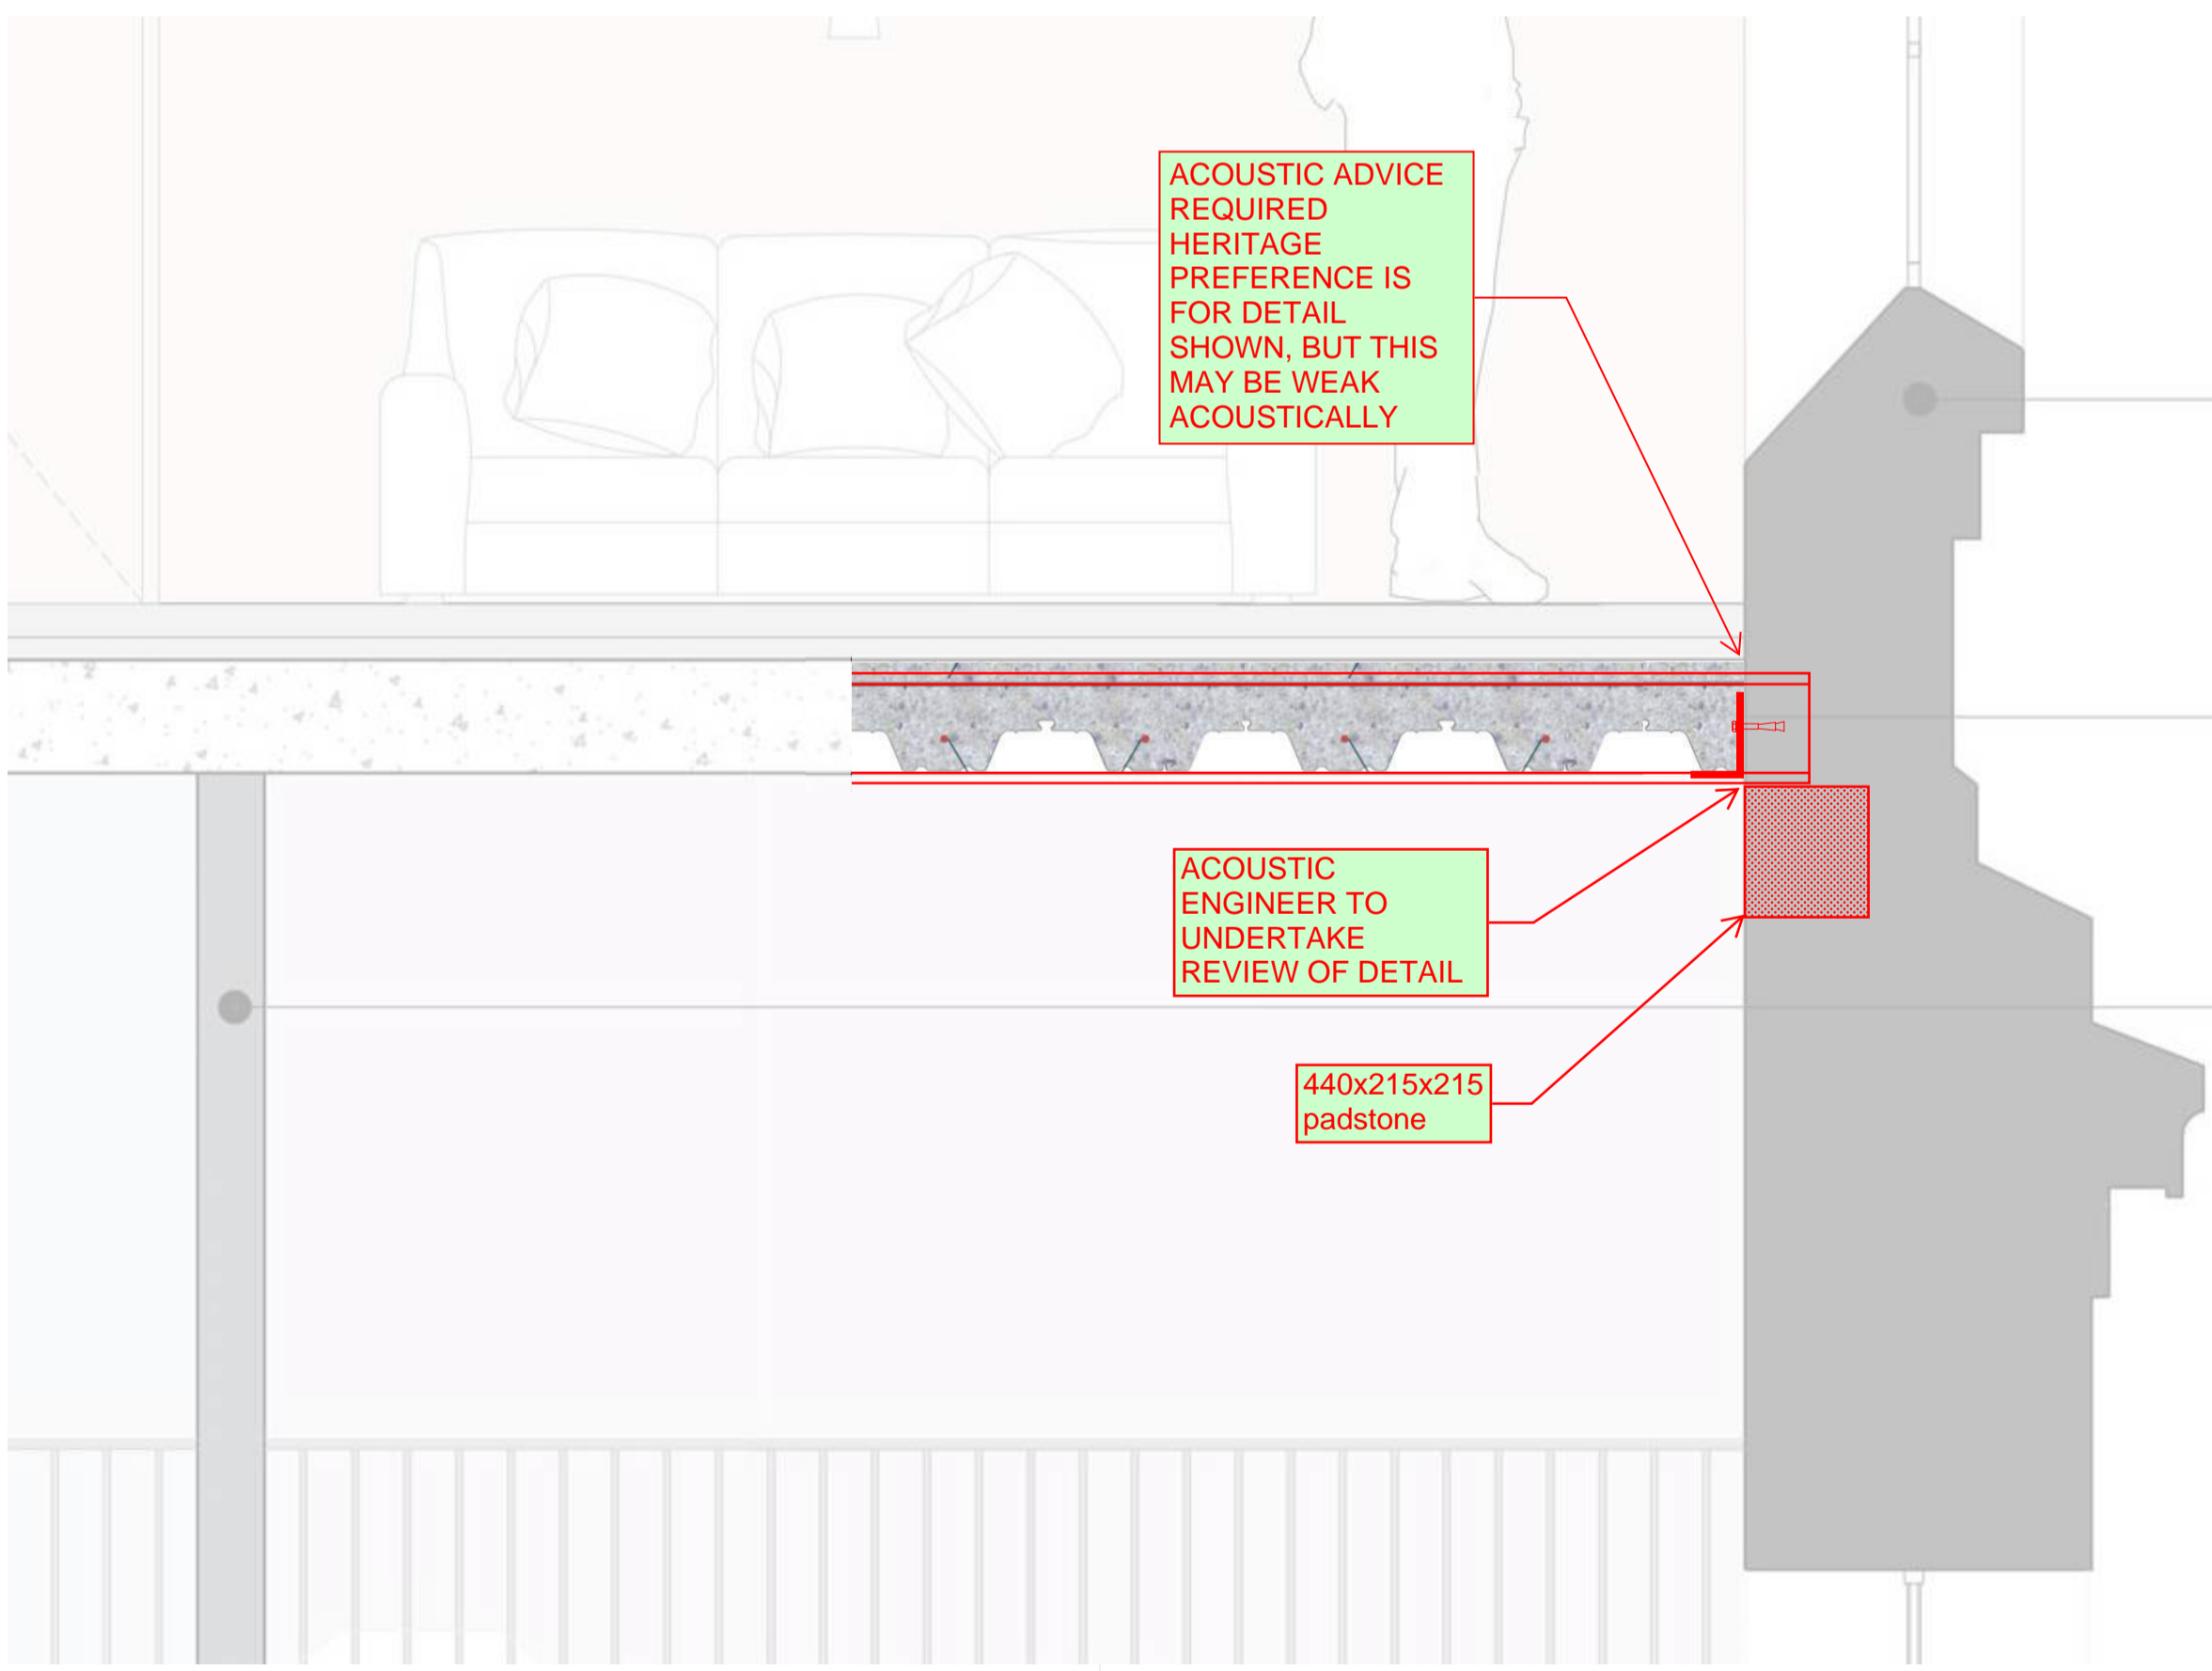 ACOUSTIC ADVICE
REQUIRED
HERITAGE
PREFERENCE IS
FOR DETAIL
SHOWN, BUT THIS
MAY BE WEAK
ACOUSTICALLY
ACOUSTIC
ENGINEER TO
UNDERTAKE
REVIEW OF DETAIL
440x215x215
padstone